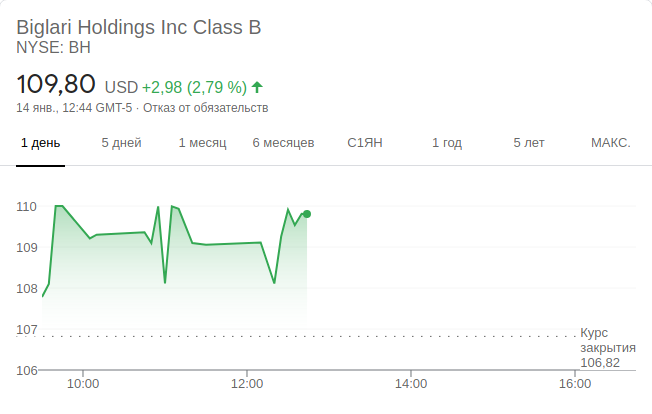 Biglari Holdings Inc Class B
NYSE: BH
109,80 USD +2,98 (2,79 %)
14 янв., 12:44 GMT-5 · Отказ от обязательств
1 день 5 дней 1 месяц 6 месяцев С1ЯН 1 год 5 лет МАКС.
110
109
108
107
106
Курс
закрытия
106,82
10:00 12:00 14:00 16:00